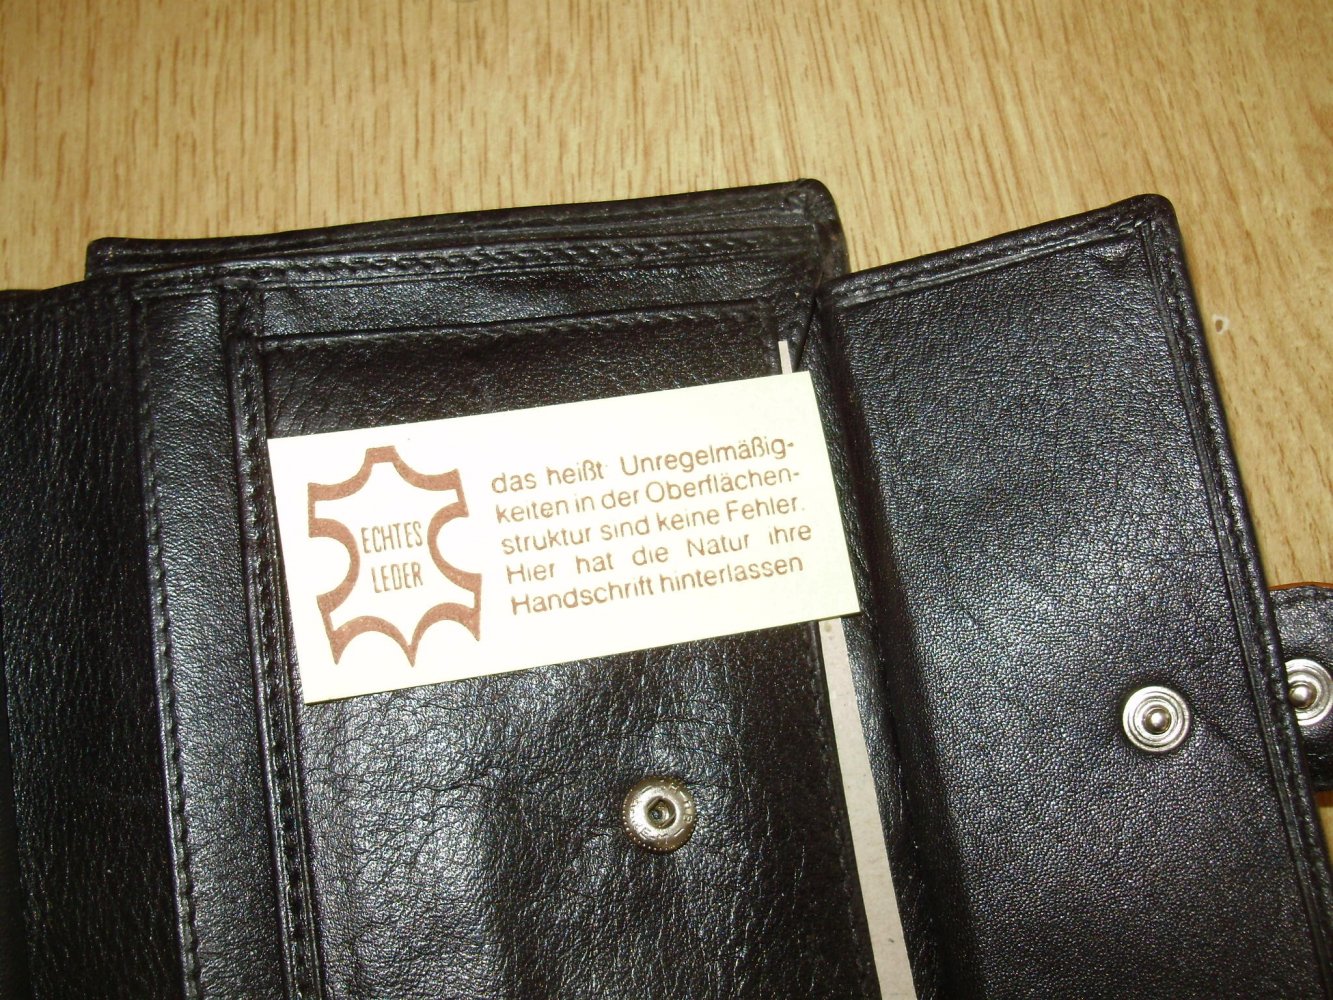 ECHTES
LEDER
das heißt Unregelmäßig-
keiten in der Oberflächen-
struktur sind keine Fehler.
Hier hat die Natur ihre
Handschrift hinterlassen